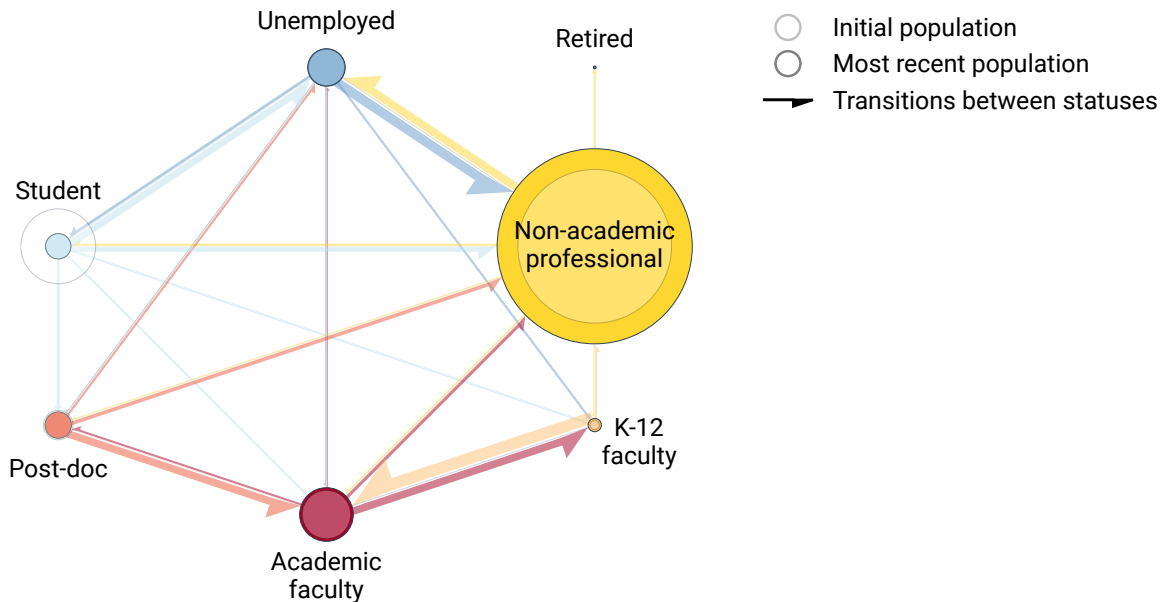 Unemployed
Retired
Initial population
Most recent population
Transitions between statuses
Student
Non-academic
professional
K-12
faculty
Post-doc
Academic
faculty